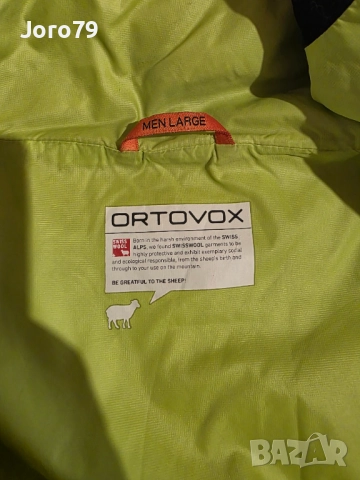 Joro79
MEN LARGE
ORTOVOX
SWISS
WOOL
Born in the harsh environment of the SWISS
ALPS, we found SWISSWOOL garments to be
highly protective and exhibit exemplary social
and ecological responsible, from the sheep's birth and
through to your use on the mountain.
BE GREATFUL TO THE SHEEP!
BAZAR
bg